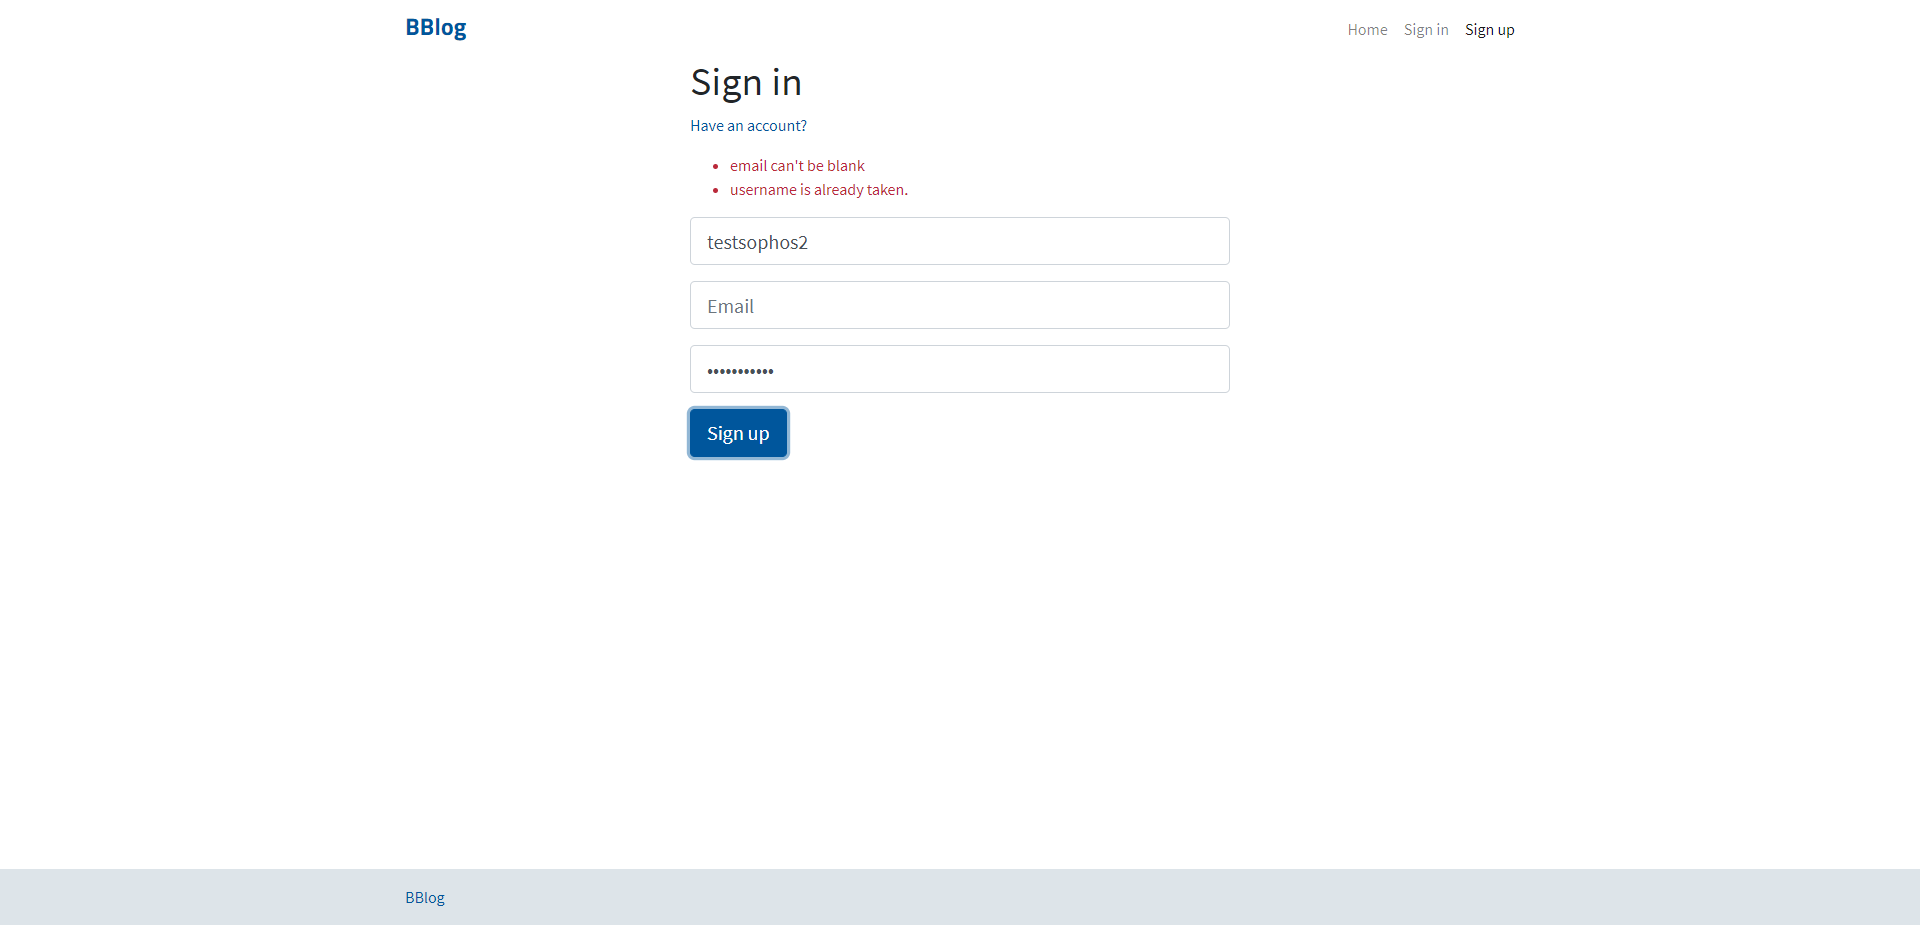 BBlog
Home Sign in Sign up
Sign in
Have an account?
email can't be blank
username is already taken.
testsophos2
Email
•••••••••••
Sign up
BBlog